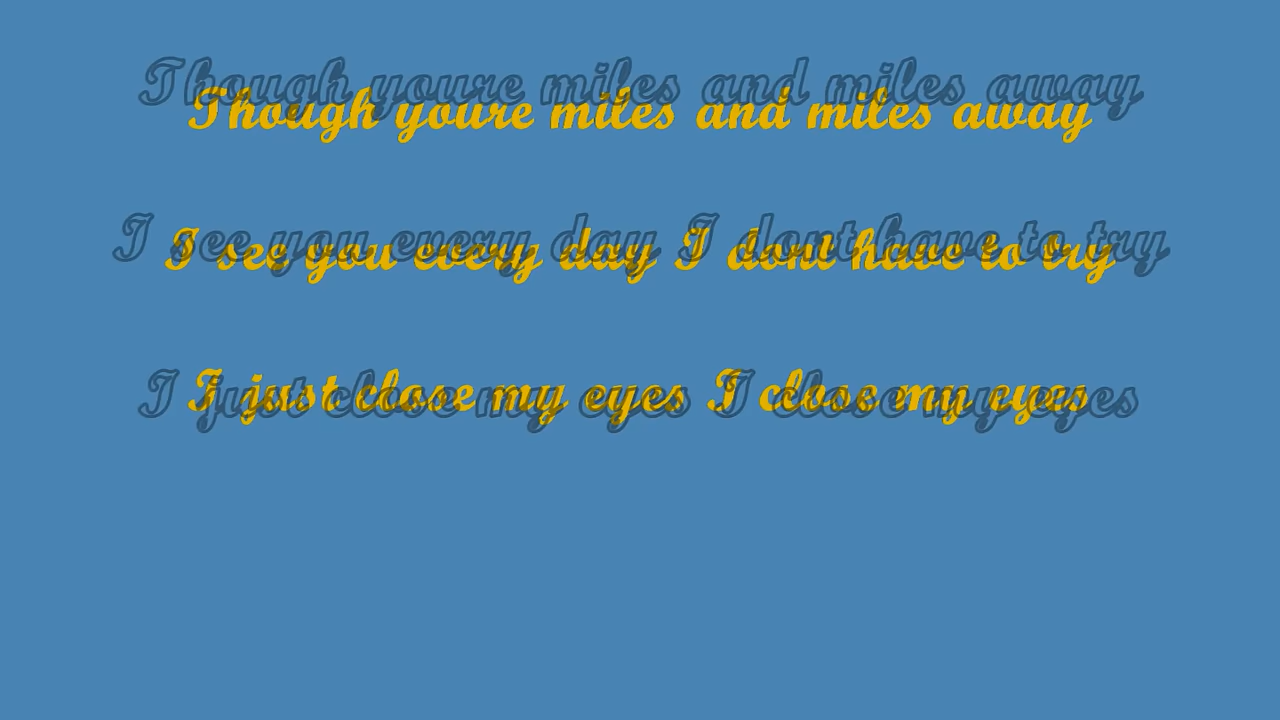 Though youre miles and miles away
I see you every day I dont have to try
I just close my eyes I close my eyes